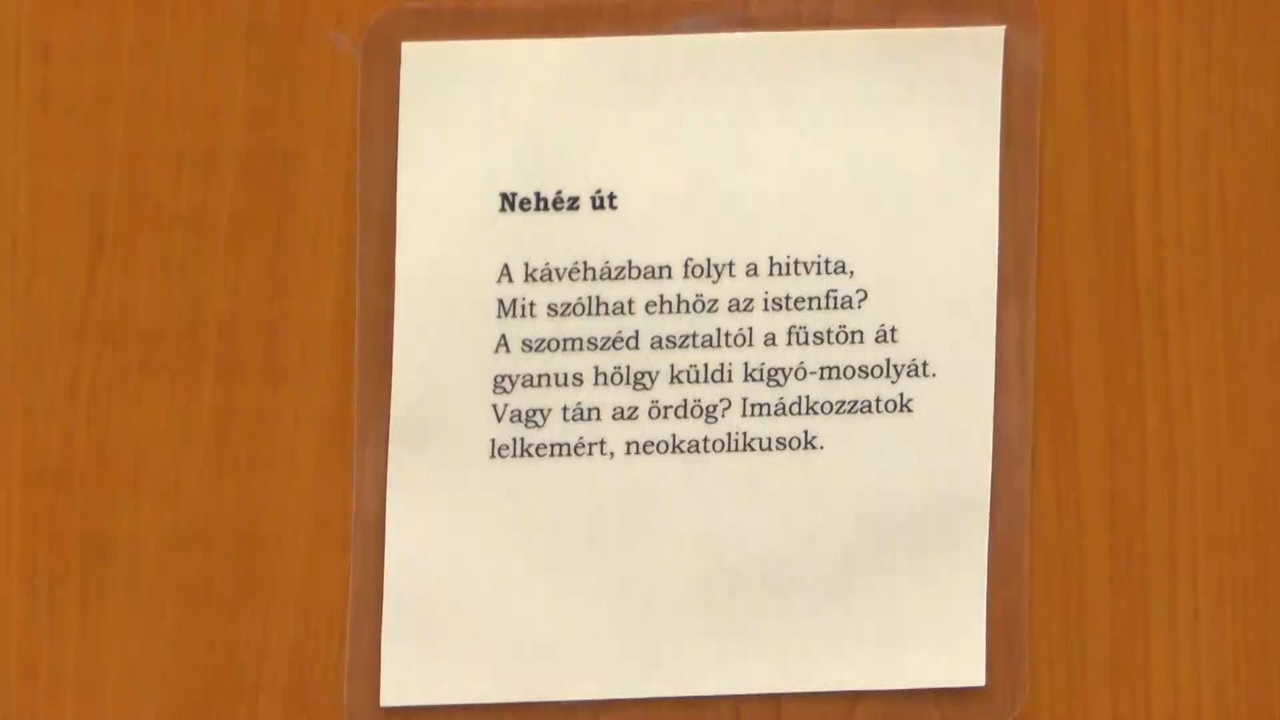 Nehéz út
A kávéházban folyt a hitvita,
Mit szólhat ehhöz az istenfia?
A szomszéd asztaltól a füstön át
gyanus hölgy küldi kígyó-mosolyát.
Vagy tán az ördög? Imádkozzatok
lelkemért, neokatolikusok.